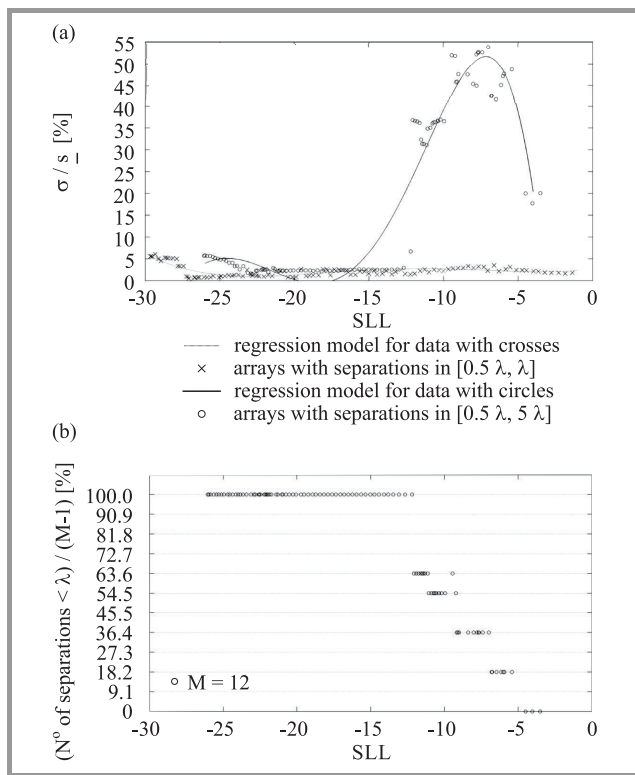 (a)
55
50
45
40
35
30
25
20
15
10
5
0
σ / s [%]
-30 -25 -20 -15 -10 -5 0
SLL
regression model for data with crosses
× arrays with separations in [0.5 λ, λ]
regression model for data with circles
○ arrays with separations in [0.5 λ, 5 λ]
(b)
(Nº of separations < λ) / (M-1) [%]
100.0
90.9
81.8
72.7
63.6
54.5
45.5
36.4
27.3
18.2
9.1
0
○ M = 12
-30 -25 -20 -15 -10 -5 0
SLL